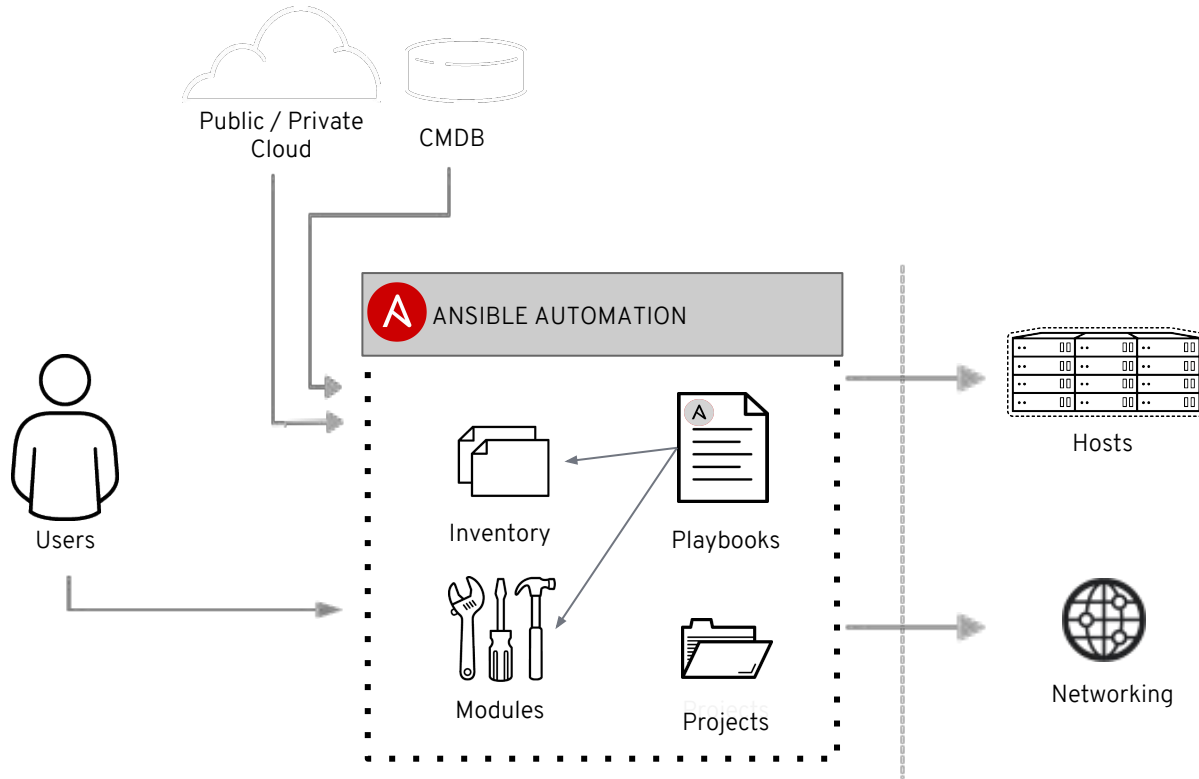 Public / Private
Cloud
CMDB
ANSIBLE AUTOMATION
Users
Inventory
Playbooks
Modules
Projects
Hosts
Networking